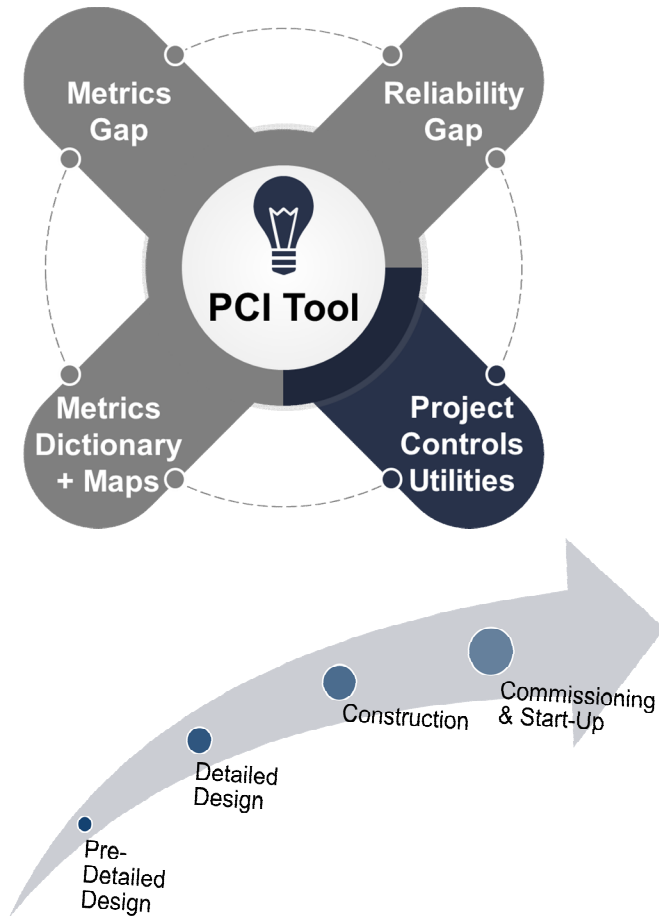 Metrics
Gap
Reliability
Gap
PCI Tool
Metrics
Dictionary
+ Maps
Project
Controls
Utilities
Commissioning
& Start-Up
Construction
Detailed
Design
Pre-
Detailed
Design